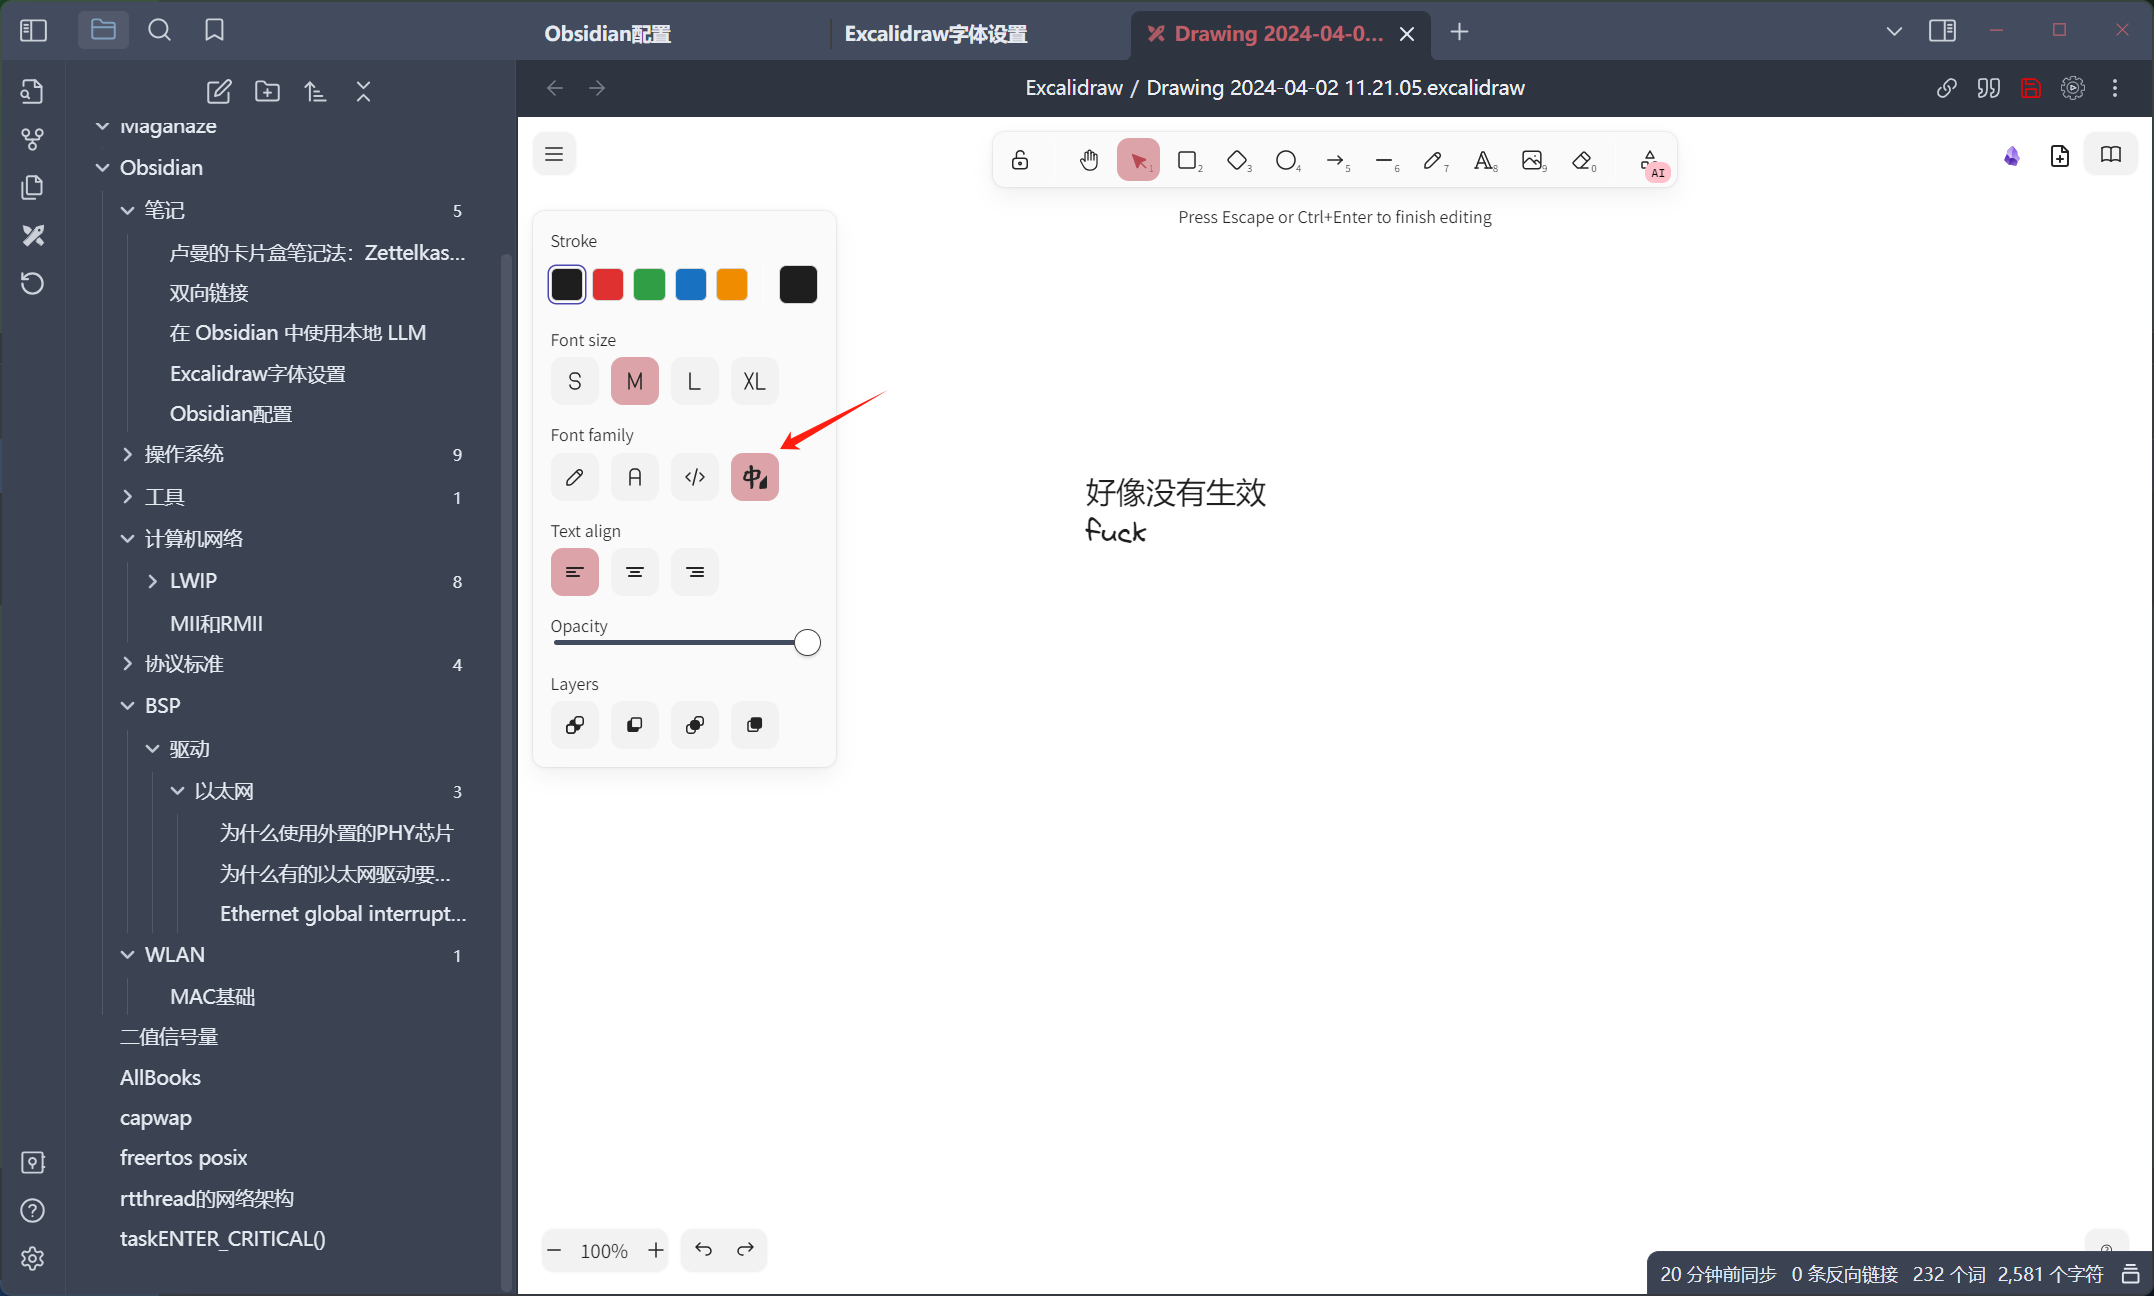 Obsidian配置
Excalidraw字体设置
Drawing 2024-04-0...
Excalidraw / Drawing 2024-04-02 11.21.05.excalidraw
Maganaze
Obsidian
笔记 5
卢曼的卡片盒笔记法：Zettelkas...
双向链接
在 Obsidian 中使用本地 LLM
Excalidraw字体设置
Obsidian配置
操作系统 9
工具 1
计算机网络
LWIP 8
MII和RMII
协议标准 4
BSP
驱动
以太网 3
为什么使用外置的PHY芯片
为什么有的以太网驱动要...
Ethernet global interrupt...
WLAN 1
MAC基础
二值信号量
AllBooks
capwap
freertos posix
rtthread的网络架构
taskENTER_CRITICAL()
1 2 3 4 5 6 7 A 8 9 0 AI
Press Escape or Ctrl+Enter to finish editing
Stroke
Font size
S M L XL
Font family
A </> 中
Text align
Opacity
Layers
好像没有生效
fuck
100%
20 分钟前同步 0 条反向链接 232 个词 2,581 个字符